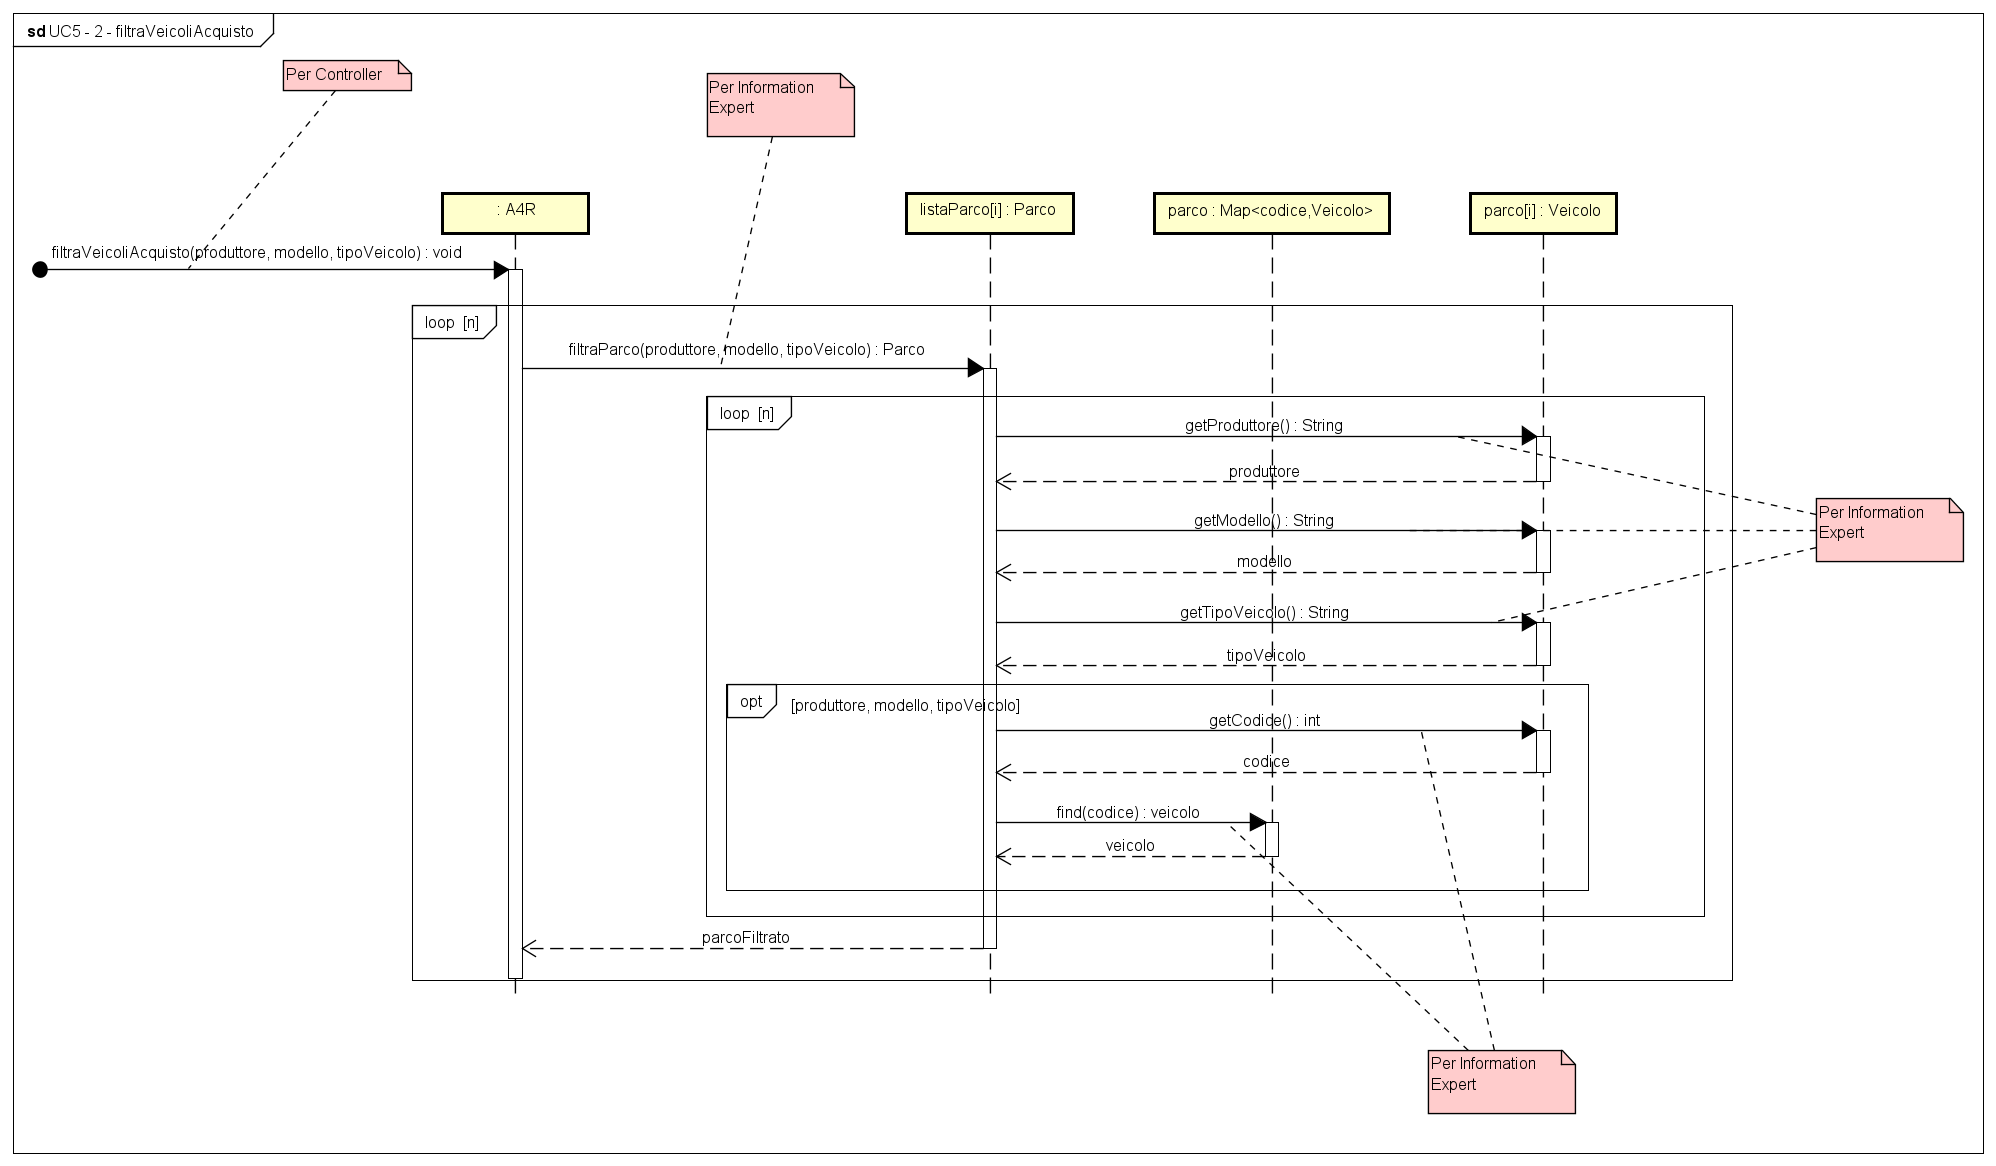 sd UC5 - 2 - filtraVeicoliAcquisto
Per Controller
Per Information
Expert
: A4R
listaParco[i] : Parco
parco : Map<codice,Veicolo>
parco[i] : Veicolo
filtraVeicoliAcquisto(produttore, modello, tipoVeicolo) : void
loop [n]
filtraParco(produttore, modello, tipoVeicolo) : Parco
loop [n]
getProduttore() : String
produttore
Per Information
Expert
getModello() : String
modello
getTipoVeicolo() : String
tipoVeicolo
opt
[produttore, modello, tipoVeicolo]
getCodice() : int
codice
find(codice) : veicolo
veicolo
parcoFiltrato
Per Information
Expert